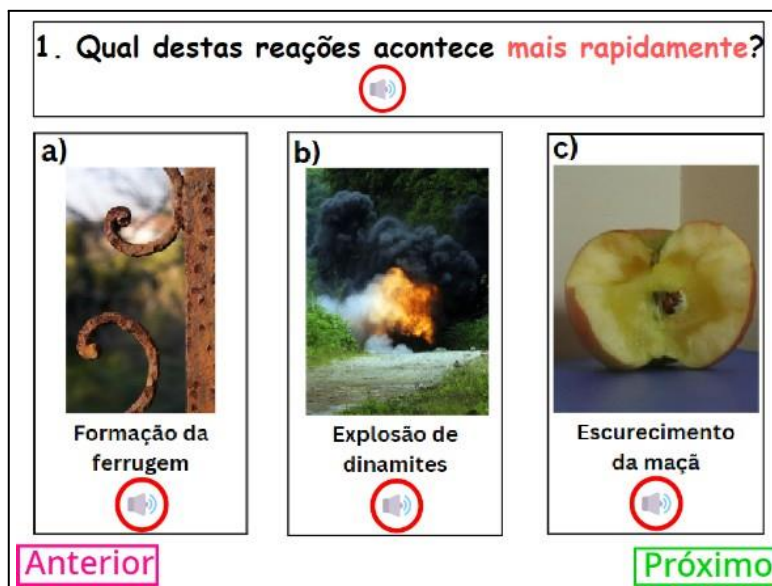 1. Qual destas reações acontece mais rapidamente?
a)
Formação da
ferrugem
b)
Explosão de
dinamites
c)
Escurecimento
da maçã
Anterior
Próximo